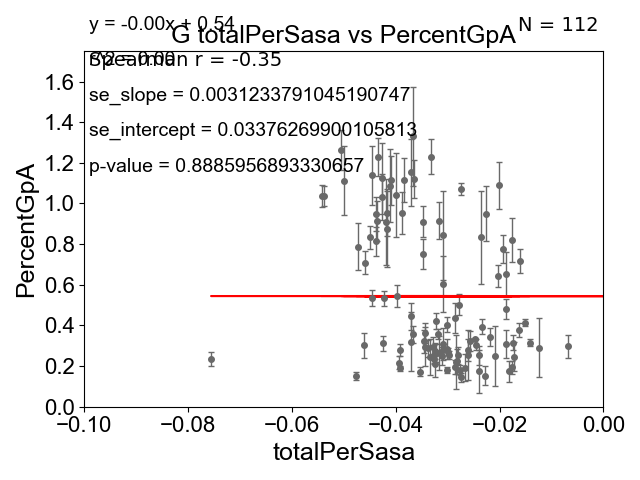 y = -0.00x + 0.54
N = 112
G totalPerSasa vs PercentGpA
Spearman r = -0.35
se_slope = 0.0031233791045190747
se_intercept = 0.03376269900105813
p-value = 0.8885956893330657
PercentGpA
1.6
1.4
1.2
1.0
0.8
0.6
0.4
0.2
0.0
−0.10
−0.08
−0.06
−0.04
−0.02
0.00
totalPerSasa